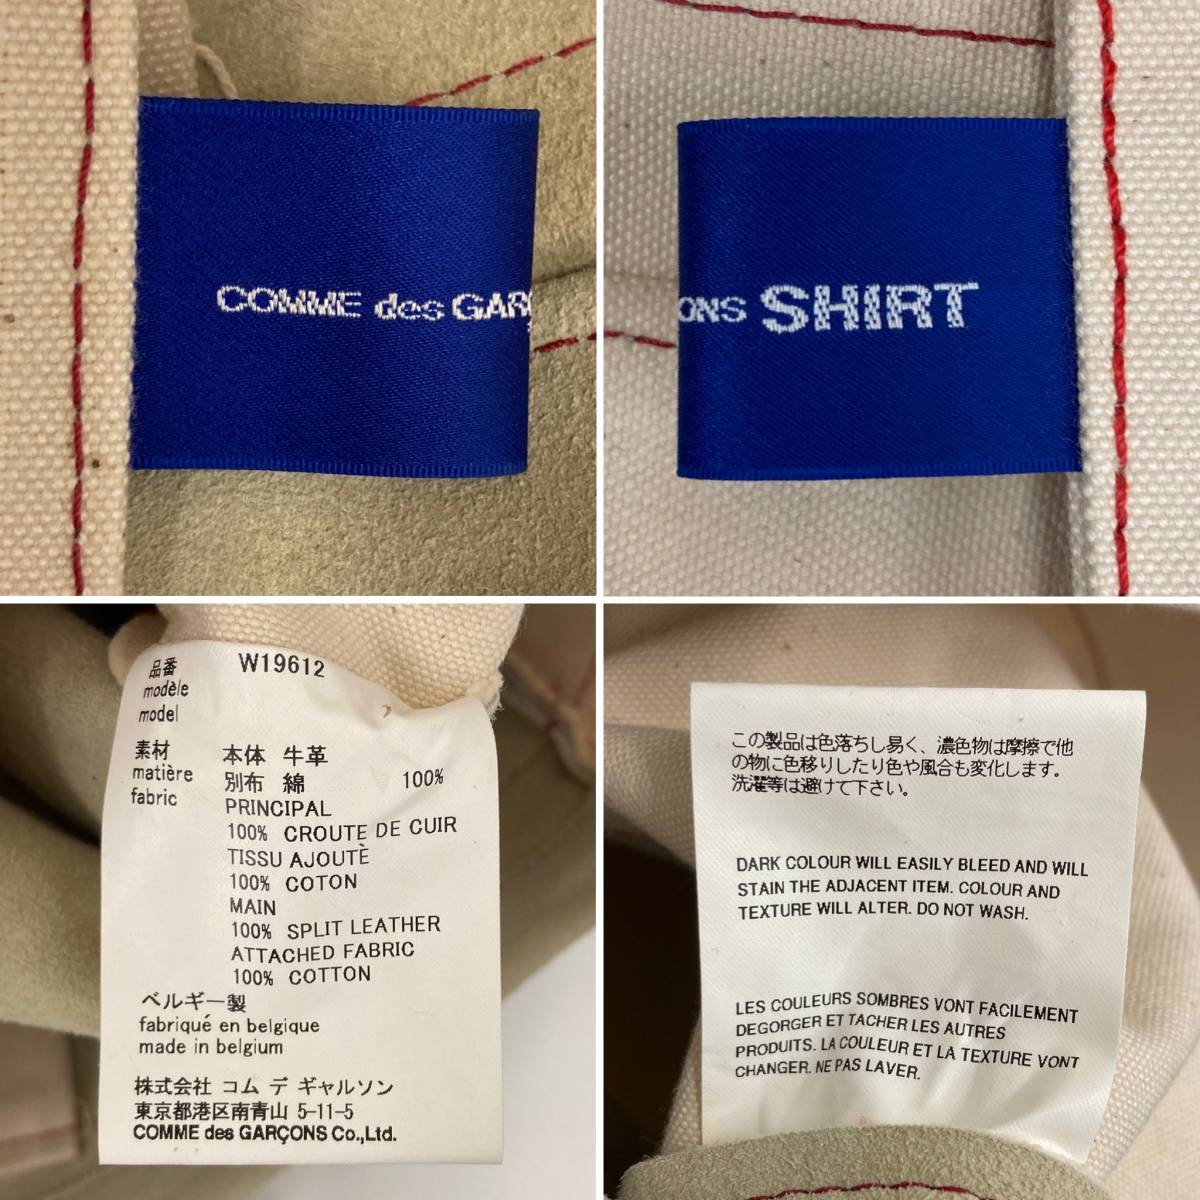 COMME des GARÇ
ONS SHIRT
品番 W19612
modèle
model
素材 本体 牛革
matière 別布 綿 100%
fabric PRINCIPAL
100% CROUTE DE CUIR
TISSU AJOUTÈ
100% COTON
MAIN
100% SPLIT LEATHER
ATTACHED FABRIC
100% COTTON
ベルギー製
fabriqué en belgique
made in belgium
株式会社 コム デ ギャルソン
東京都港区南青山 5-11-5
COMME des GARÇONS Co.,Ltd.
この製品は色落ちし易く、濃色物は摩擦で他
の物に色移りしたり色や風合も変化します。
洗濯等は避けて下さい。
DARK COLOUR WILL EASILY BLEED AND WILL
STAIN THE ADJACENT ITEM. COLOUR AND
TEXTURE WILL ALTER. DO NOT WASH.
LES COULEURS SOMBRES VONT FACILEMENT
DEGORGER ET TACHER LES AUTRES
PRODUITS. LA COULEUR ET LA TEXTURE VONT
CHANGER. NE PAS LAVER.